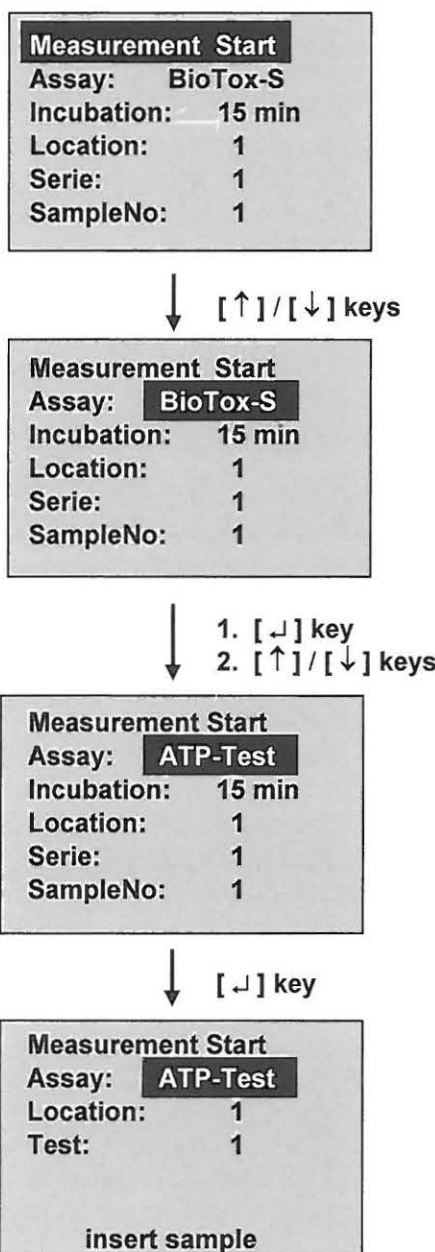 Measurement Start
Assay: BioTox-S
Incubation: 15 min
Location: 1
Serie: 1
SampleNo: 1
[ ↑ ] / [ ↓ ] keys
Measurement Start
Assay: BioTox-S
Incubation: 15 min
Location: 1
Serie: 1
SampleNo: 1
1. [ ↵ ] key
2. [ ↑ ] / [ ↓ ] keys
Measurement Start
Assay: ATP-Test
Incubation: 15 min
Location: 1
Serie: 1
SampleNo: 1
[ ↵ ] key
Measurement Start
Assay: ATP-Test
Location: 1
Test: 1
insert sample